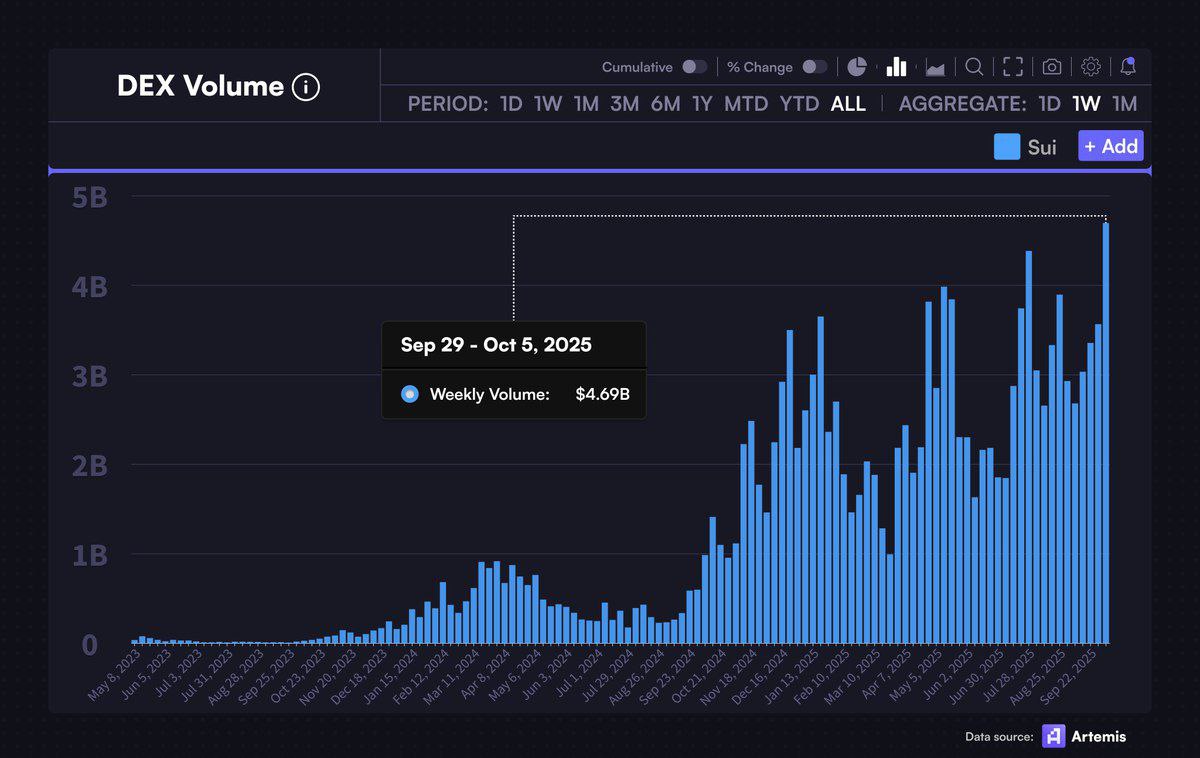 DEX Volume
Cumulative % Change
PERIOD: 1D 1W 1M 3M 6M 1Y MTD YTD ALL AGGREGATE: 1D 1W 1M
Sui + Add
5B
4B
3B
2B
1B
0
Sep 29 - Oct 5, 2025
Weekly Volume: $4.69B
May 8, 2023
Jun 5, 2023
Jul 3, 2023
Jul 31, 2023
Aug 28, 2023
Sep 25, 2023
Oct 23, 2023
Nov 20, 2023
Dec 18, 2023
Jan 15, 2024
Feb 12, 2024
Mar 11, 2024
Apr 8, 2024
May 6, 2024
Jun 3, 2024
Jul 1, 2024
Jul 29, 2024
Aug 26, 2024
Sep 23, 2024
Oct 21, 2024
Nov 18, 2024
Dec 16, 2024
Jan 13, 2025
Feb 10, 2025
Mar 10, 2025
Apr 7, 2025
May 5, 2025
Jun 2, 2025
Jun 30, 2025
Jul 28, 2025
Aug 25, 2025
Sep 22, 2025
Data source: Artemis